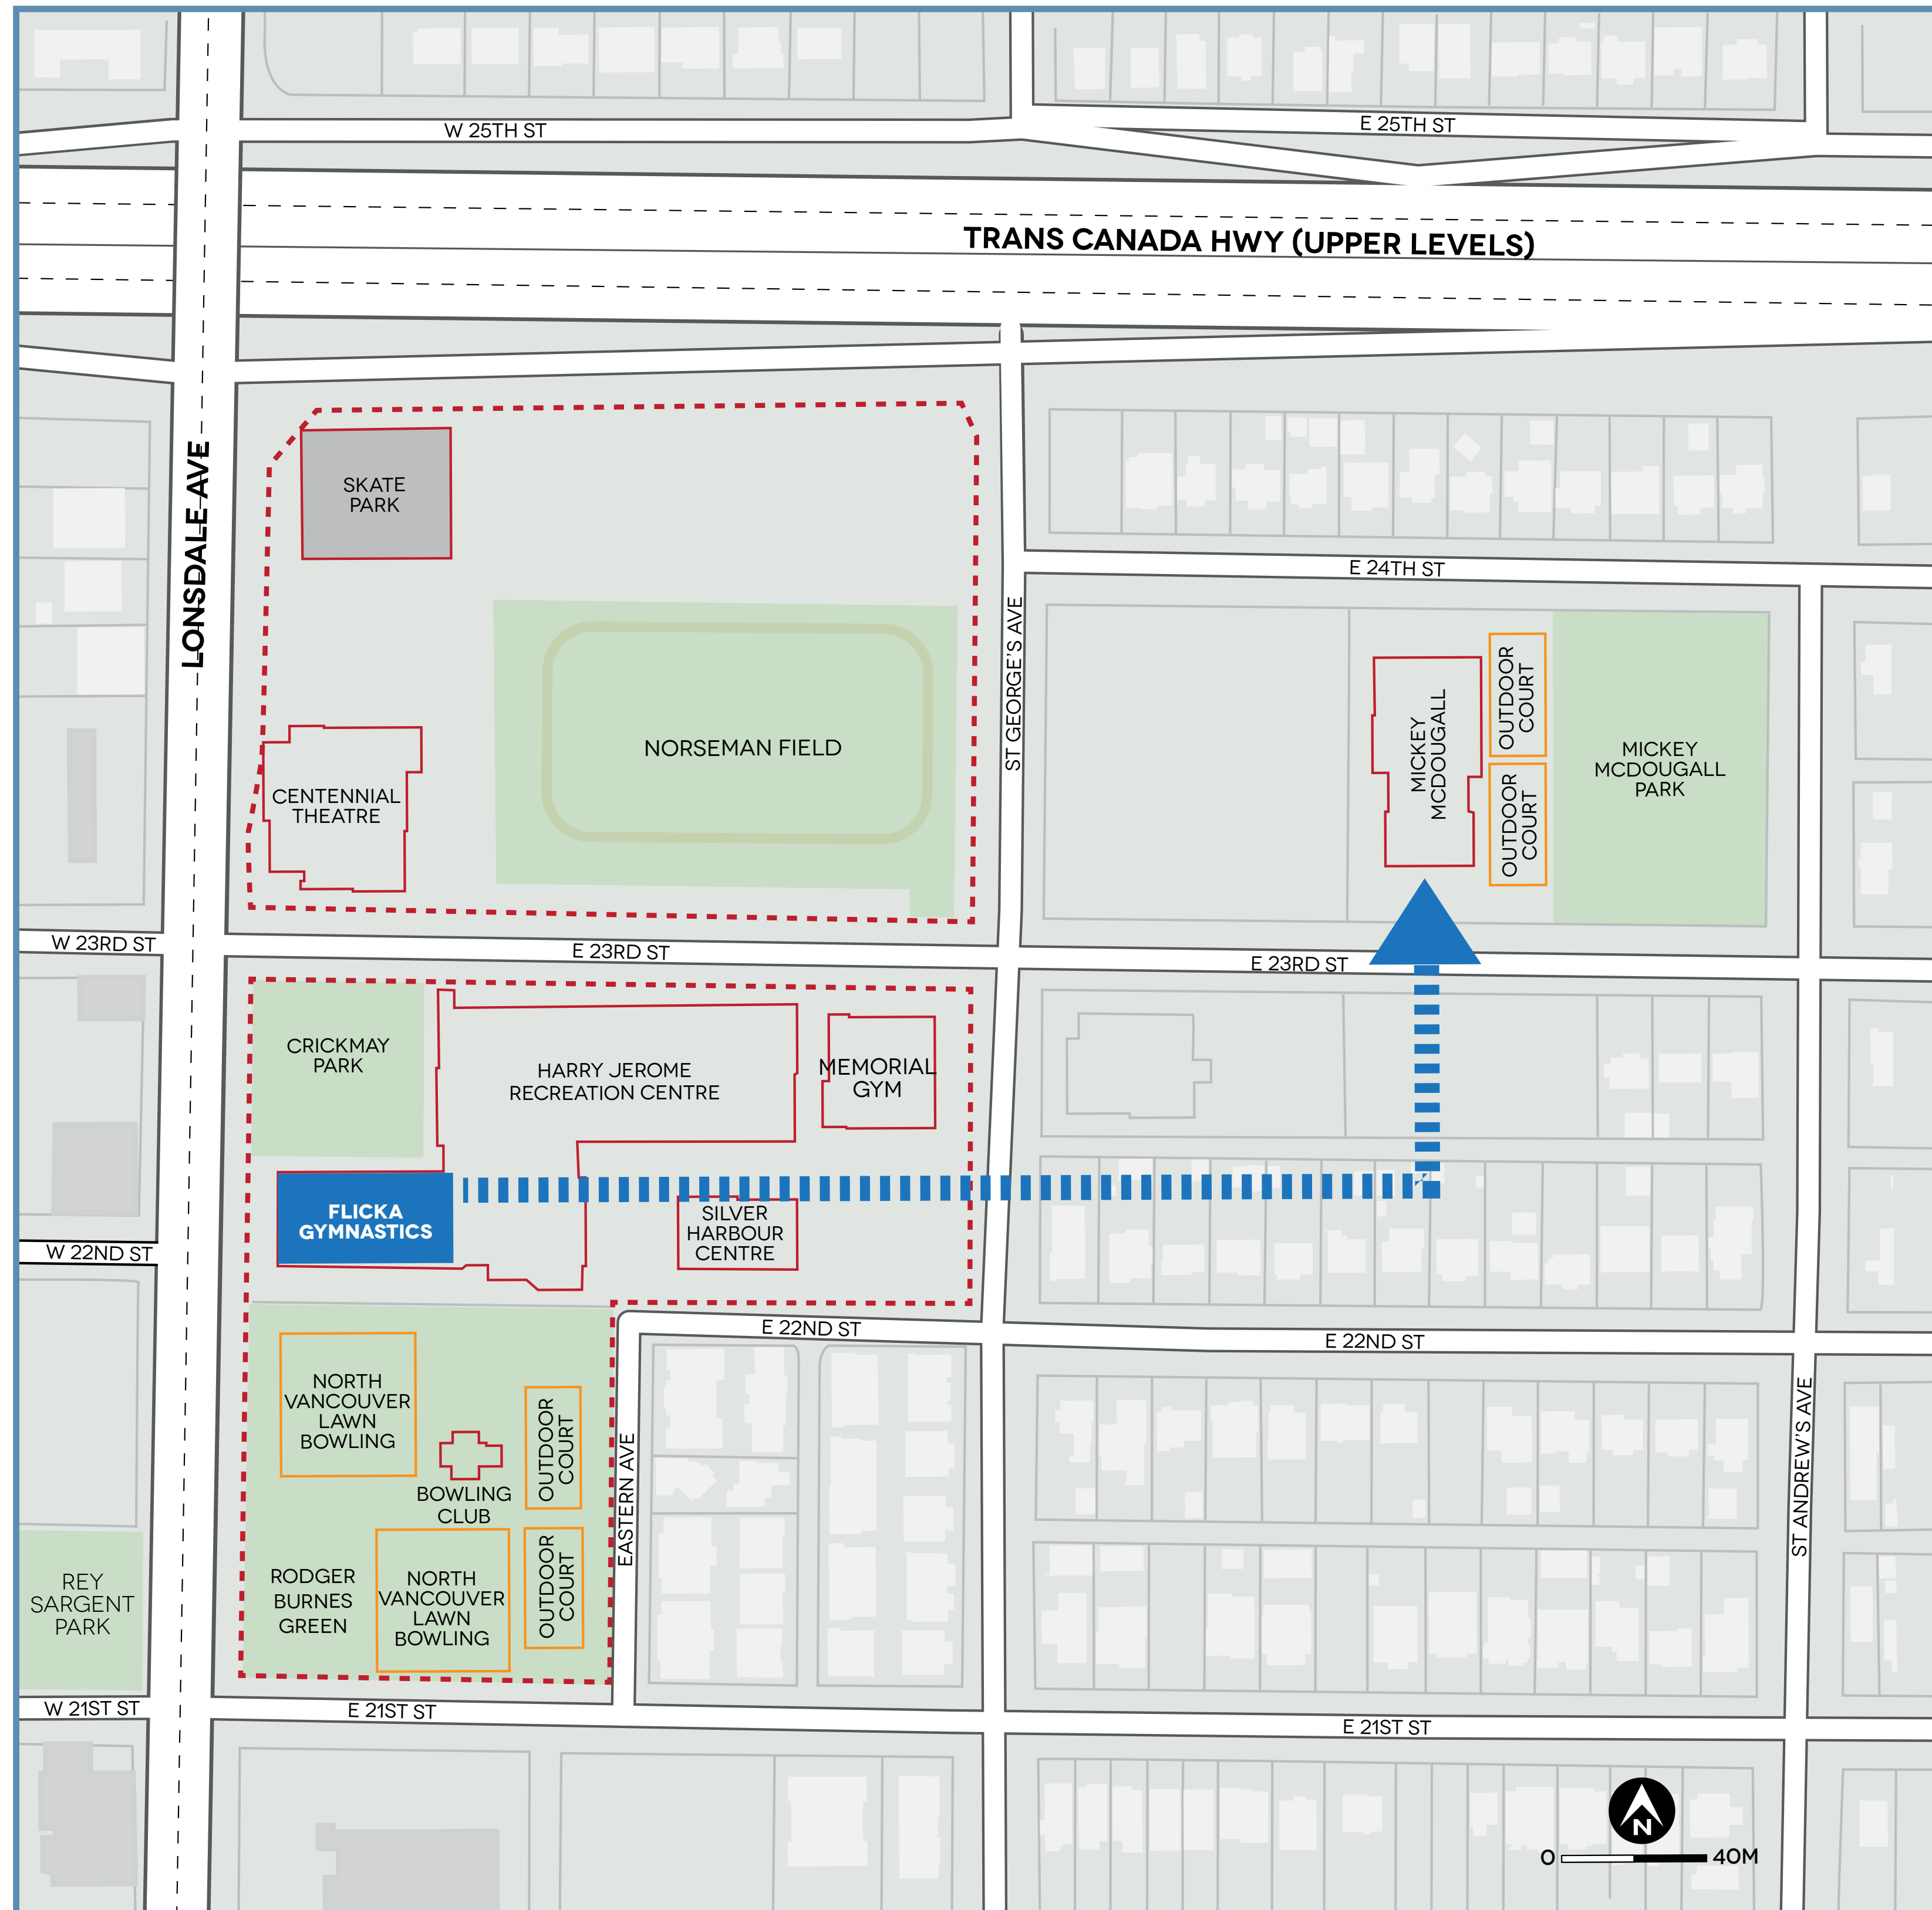 W 25TH ST
E 25TH ST
TRANS CANADA HWY (UPPER LEVELS)
LONSDALE AVE
SKATE
PARK
E 24TH ST
ST GEORGE'S AVE
NORSEMAN FIELD
CENTENNIAL
THEATRE
MICKEY
MCDOUGALL
OUTDOOR
COURT
OUTDOOR
COURT
MICKEY
MCDOUGALL
PARK
W 23RD ST
E 23RD ST
E 23RD ST
CRICKMAY
PARK
HARRY JEROME
RECREATION CENTRE
MEMORIAL
GYM
FLICKA
GYMNASTICS
SILVER
HARBOUR
CENTRE
W 22ND ST
E 22ND ST
E 22ND ST
NORTH
VANCOUVER
LAWN
BOWLING
BOWLING
CLUB
OUTDOOR
COURT
EASTERN AVE
ST ANDREW'S AVE
REY
SARGENT
PARK
RODGER
BURNES
GREEN
NORTH
VANCOUVER
LAWN
BOWLING
OUTDOOR
COURT
W 21ST ST
E 21ST ST
E 21ST ST
N
0
40M